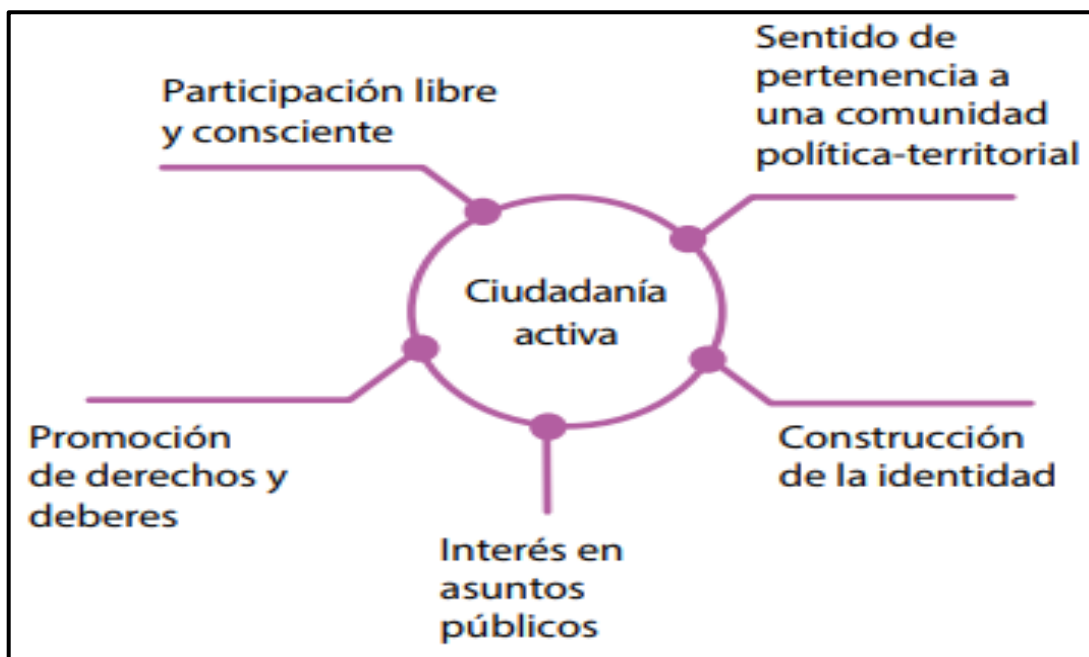 Participación libre
y consciente
Sentido de
pertenencia a
una comunidad
política-territorial
Ciudadanía
activa
Promoción
de derechos y
deberes
Interés en
asuntos
públicos
Construcción
de la identidad